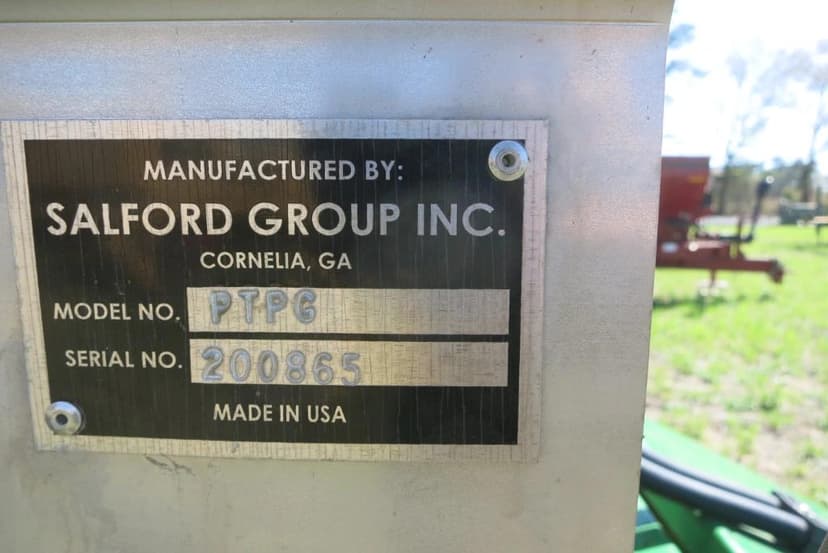 MANUFACTURED BY:
SALFORD GROUP INC.
CORNELIA, GA
MODEL NO. PTPG
SERIAL NO. 200865
MADE IN USA